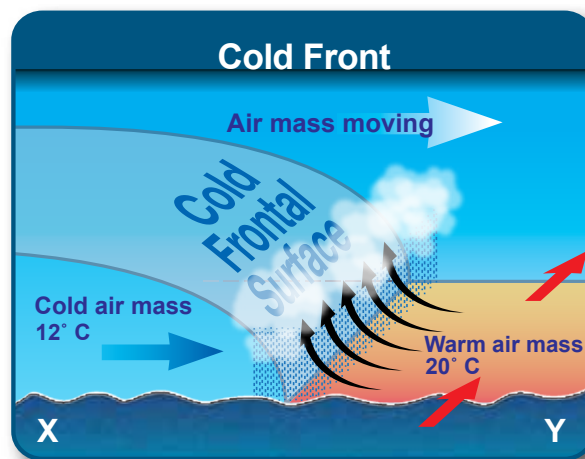 Cold Front
Air mass moving
Cold
Frontal
Surface
Cold air mass
12˚ C
Warm air mass
20˚ C
X
Y